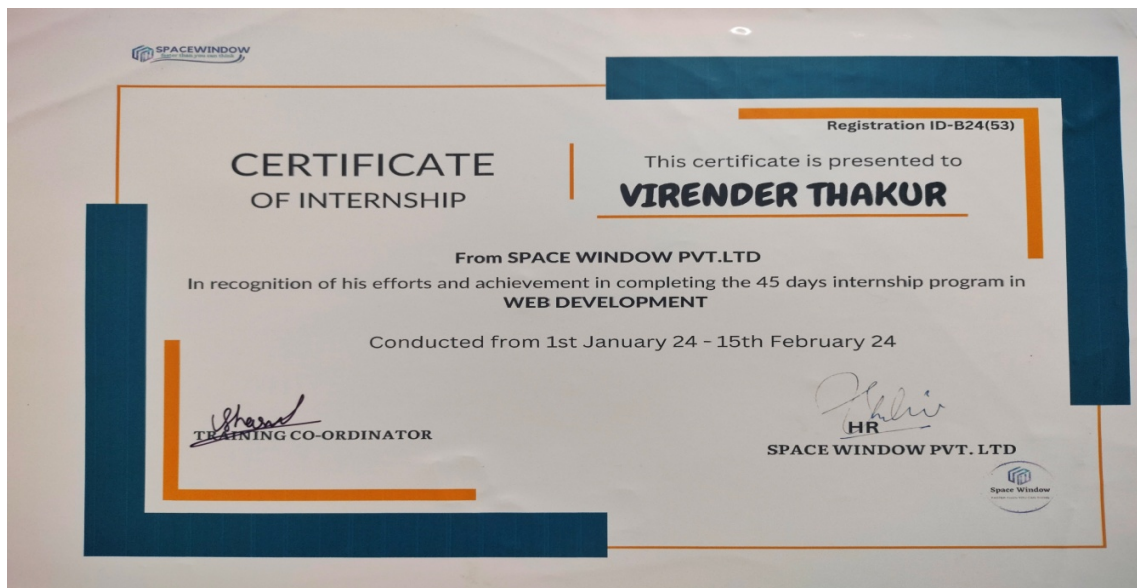 SPACEWINDOW
Registration ID-B24(53)
CERTIFICATE
OF INTERNSHIP
This certificate is presented to
VIRENDER THAKUR
From SPACE WINDOW PVT.LTD
In recognition of his efforts and achievement in completing the 45 days internship program in
WEB DEVELOPMENT
Conducted from 1st January 24 - 15th February 24
TRAINING CO-ORDINATOR
HR
SPACE WINDOW PVT. LTD
Space Window